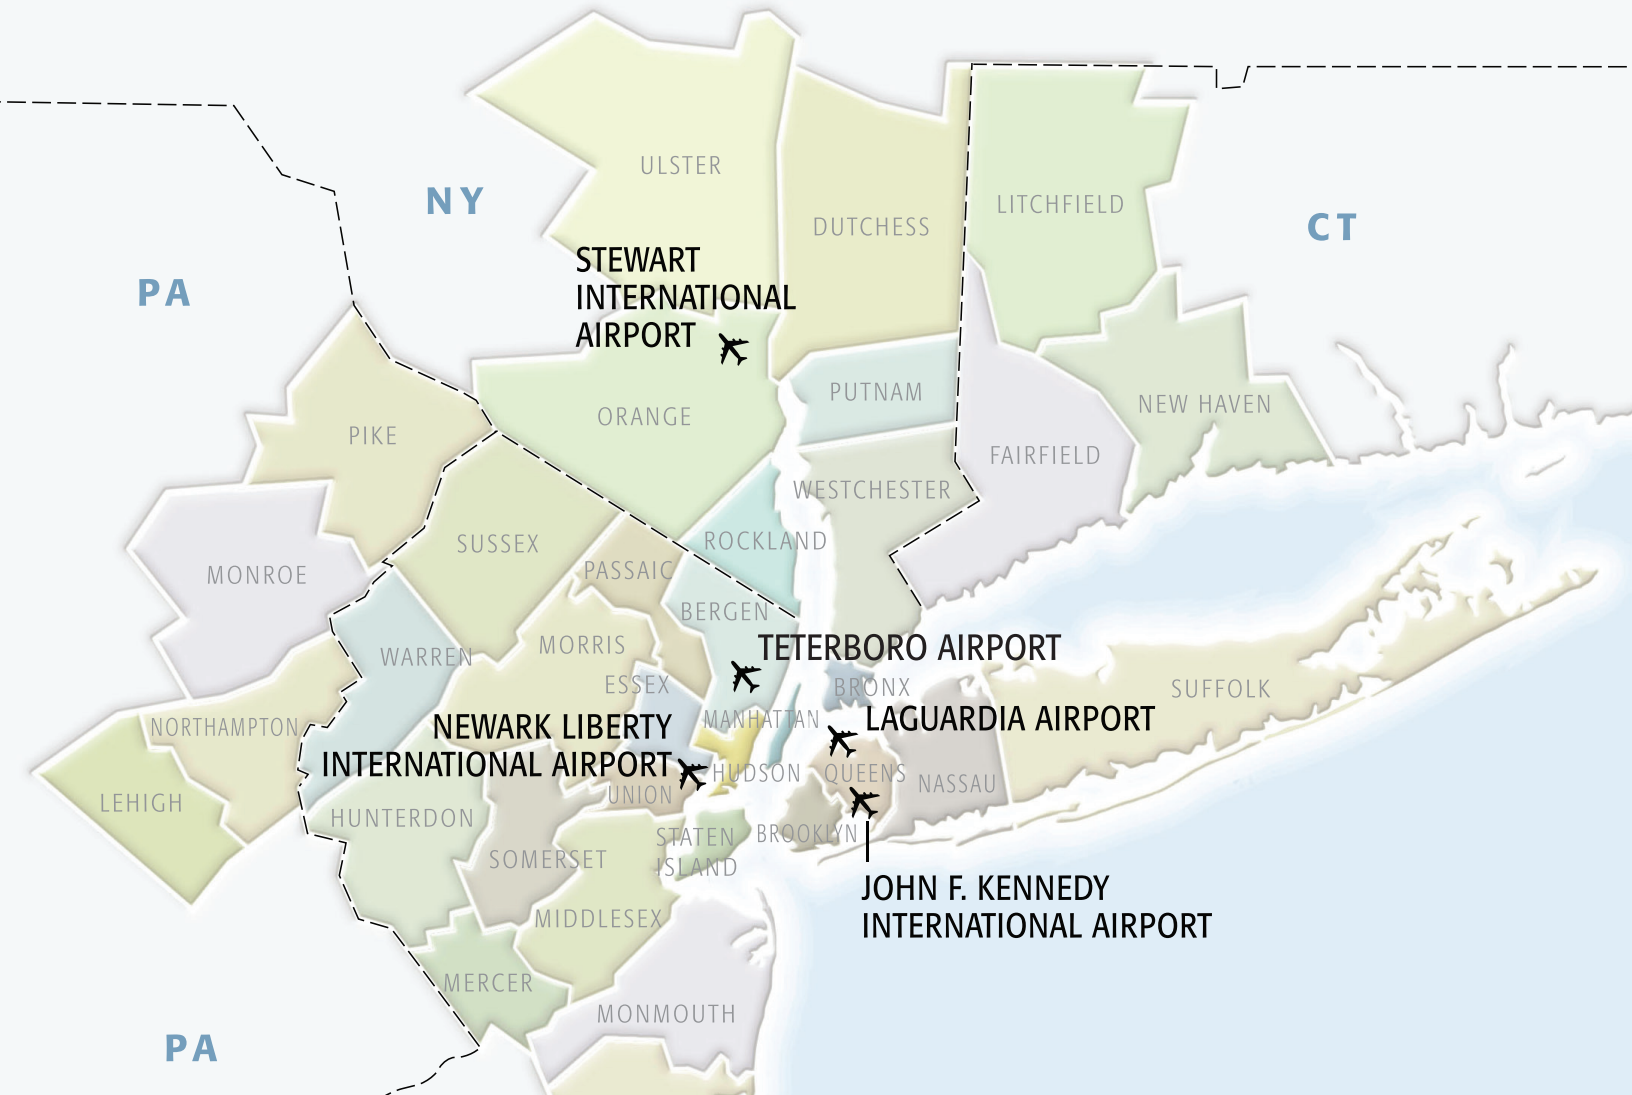 ULSTER
NY
LITCHFIELD
DUTCHESS
CT
STEWART
INTERNATIONAL
AIRPORT
PA
PUTNAM
ORANGE
NEW HAVEN
PIKE
FAIRFIELD
WESTCHESTER
SUSSEX
ROCKLAND
PASSAIC
MONROE
BERGEN
MORRIS
TETERBORO AIRPORT
WARREN
ESSEX
BRONX
SUFFOLK
MANHATTAN
LAGUARDIA AIRPORT
NORTHAMPTON
NEWARK LIBERTY
INTERNATIONAL AIRPORT
HUDSON
QUEENS
NASSAU
UNION
LEHIGH
HUNTERDON
STATEN
ISLAND
BROOKLYN
SOMERSET
JOHN F. KENNEDY
INTERNATIONAL AIRPORT
MIDDLESEX
MERCER
MONMOUTH
PA